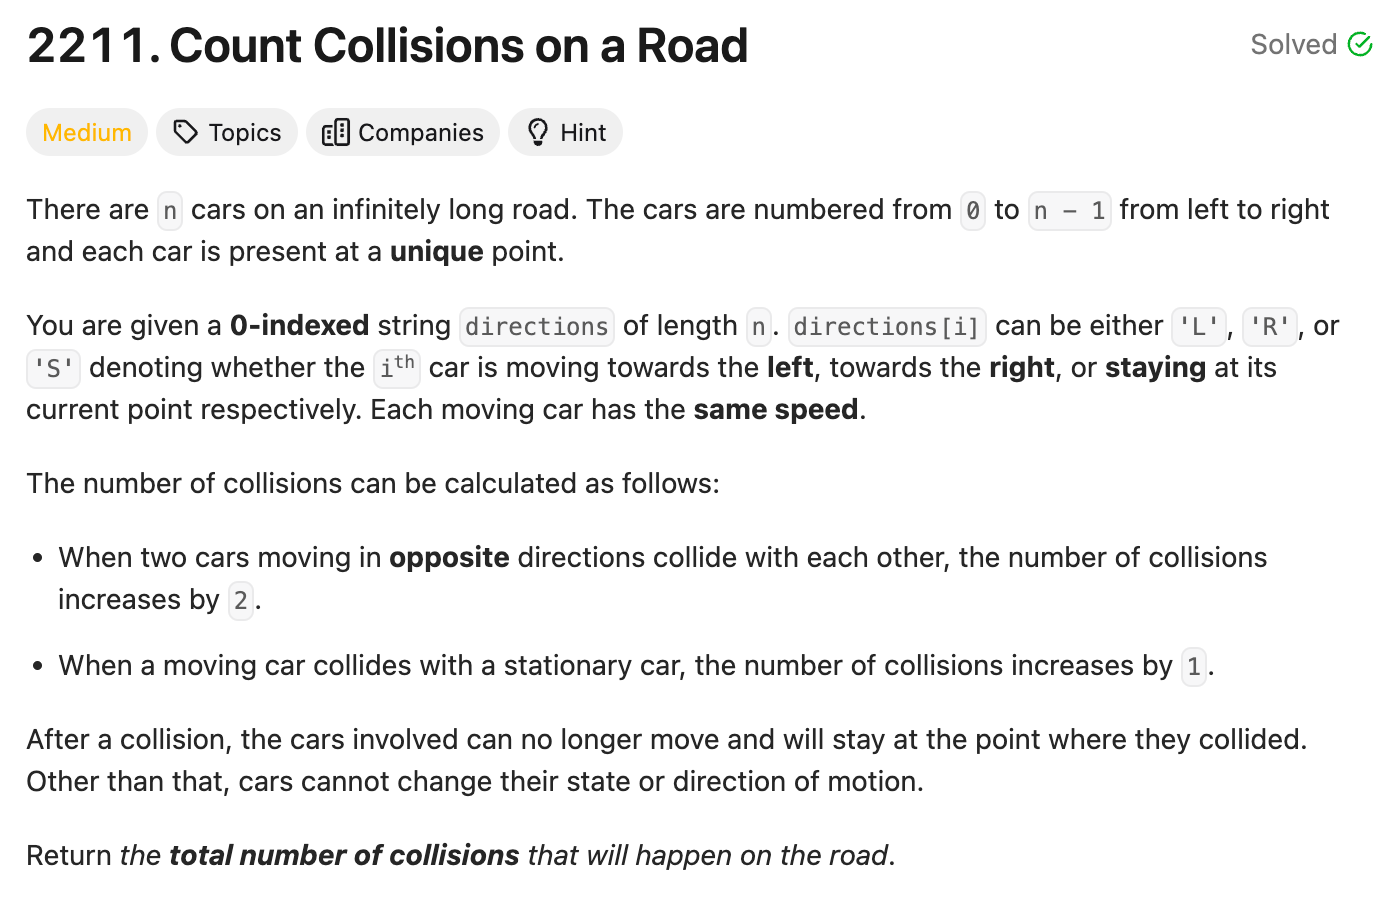 2211. Count Collisions on a Road
Solved
Medium
Topics
Companies
Hint
There are n cars on an infinitely long road. The cars are numbered from 0 to n - 1 from left to right
and each car is present at a unique point.
You are given a 0-indexed string directions of length n. directions[i] can be either 'L', 'R', or
'S' denoting whether the ith car is moving towards the left, towards the right, or staying at its
current point respectively. Each moving car has the same speed.
The number of collisions can be calculated as follows:
• When two cars moving in opposite directions collide with each other, the number of collisions
increases by 2.
• When a moving car collides with a stationary car, the number of collisions increases by 1.
After a collision, the cars involved can no longer move and will stay at the point where they collided.
Other than that, cars cannot change their state or direction of motion.
Return the total number of collisions that will happen on the road.